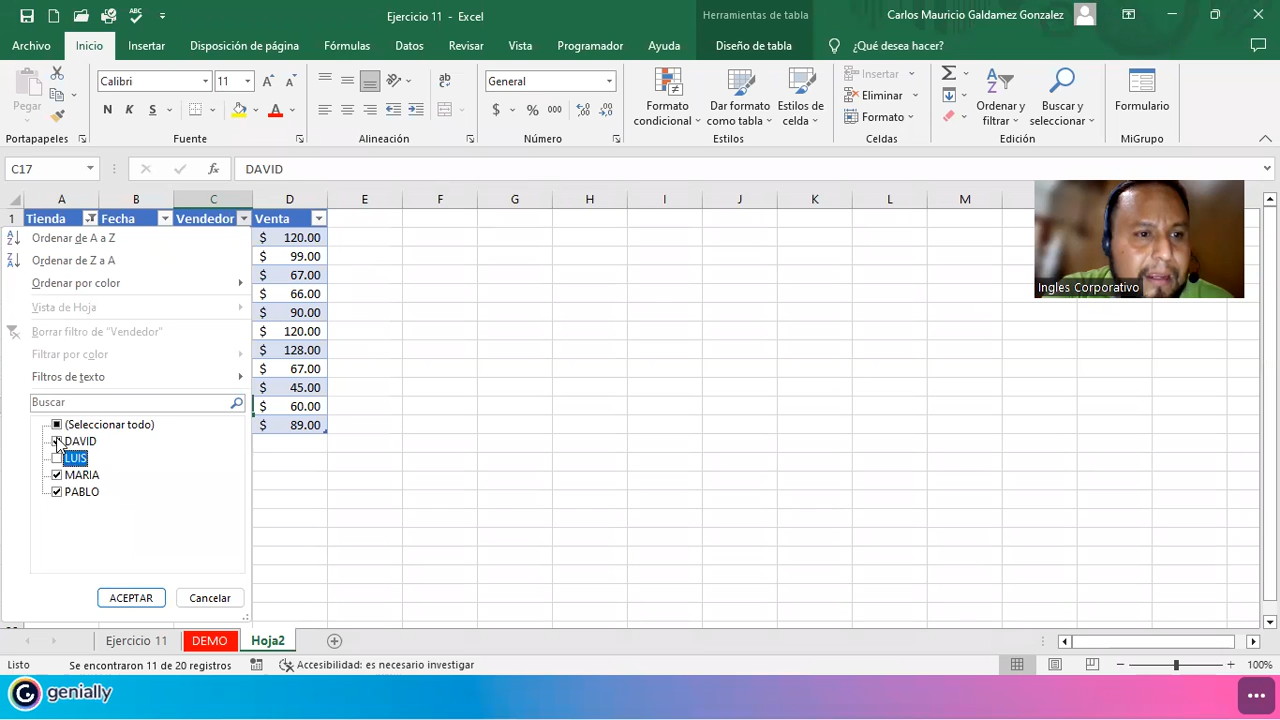 Ejercicio 11 - Excel
Herramientas de tabla
Carlos Mauricio Galdamez Gonzalez
Archivo Inicio Insertar Disposición de página Fórmulas Datos Revisar Vista Programador Ayuda Diseño de tabla ¿Qué desea hacer?
Pegar
Calibri 11
N K S
General
$ % 000
Formato condicional
Dar formato como tabla
Estilos de celda
Insertar
Eliminar
Formato
Ordenar y filtrar
Buscar y seleccionar
Formulario
Portapapeles Fuente Alineación Número Estilos Celdas Edición MiGrupo
C17 fx DAVID
A B C D E F G H I J K L M
1 Tienda Fecha Vendedor Venta
$ 120.00
$ 99.00
$ 67.00
$ 66.00
$ 90.00
$ 120.00
$ 128.00
$ 67.00
$ 45.00
$ 60.00
$ 89.00
Ordenar de A a Z
Ordenar de Z a A
Ordenar por color
Vista de Hoja
Borrar filtro de "Vendedor"
Filtrar por color
Filtros de texto
Buscar
(Seleccionar todo)
DAVID
LUIS
MARIA
PABLO
ACEPTAR Cancelar
Ingles Corporativo
Ejercicio 11 DEMO Hoja2
Listo Se encontraron 11 de 20 registros Accesibilidad: es necesario investigar 100%
genially